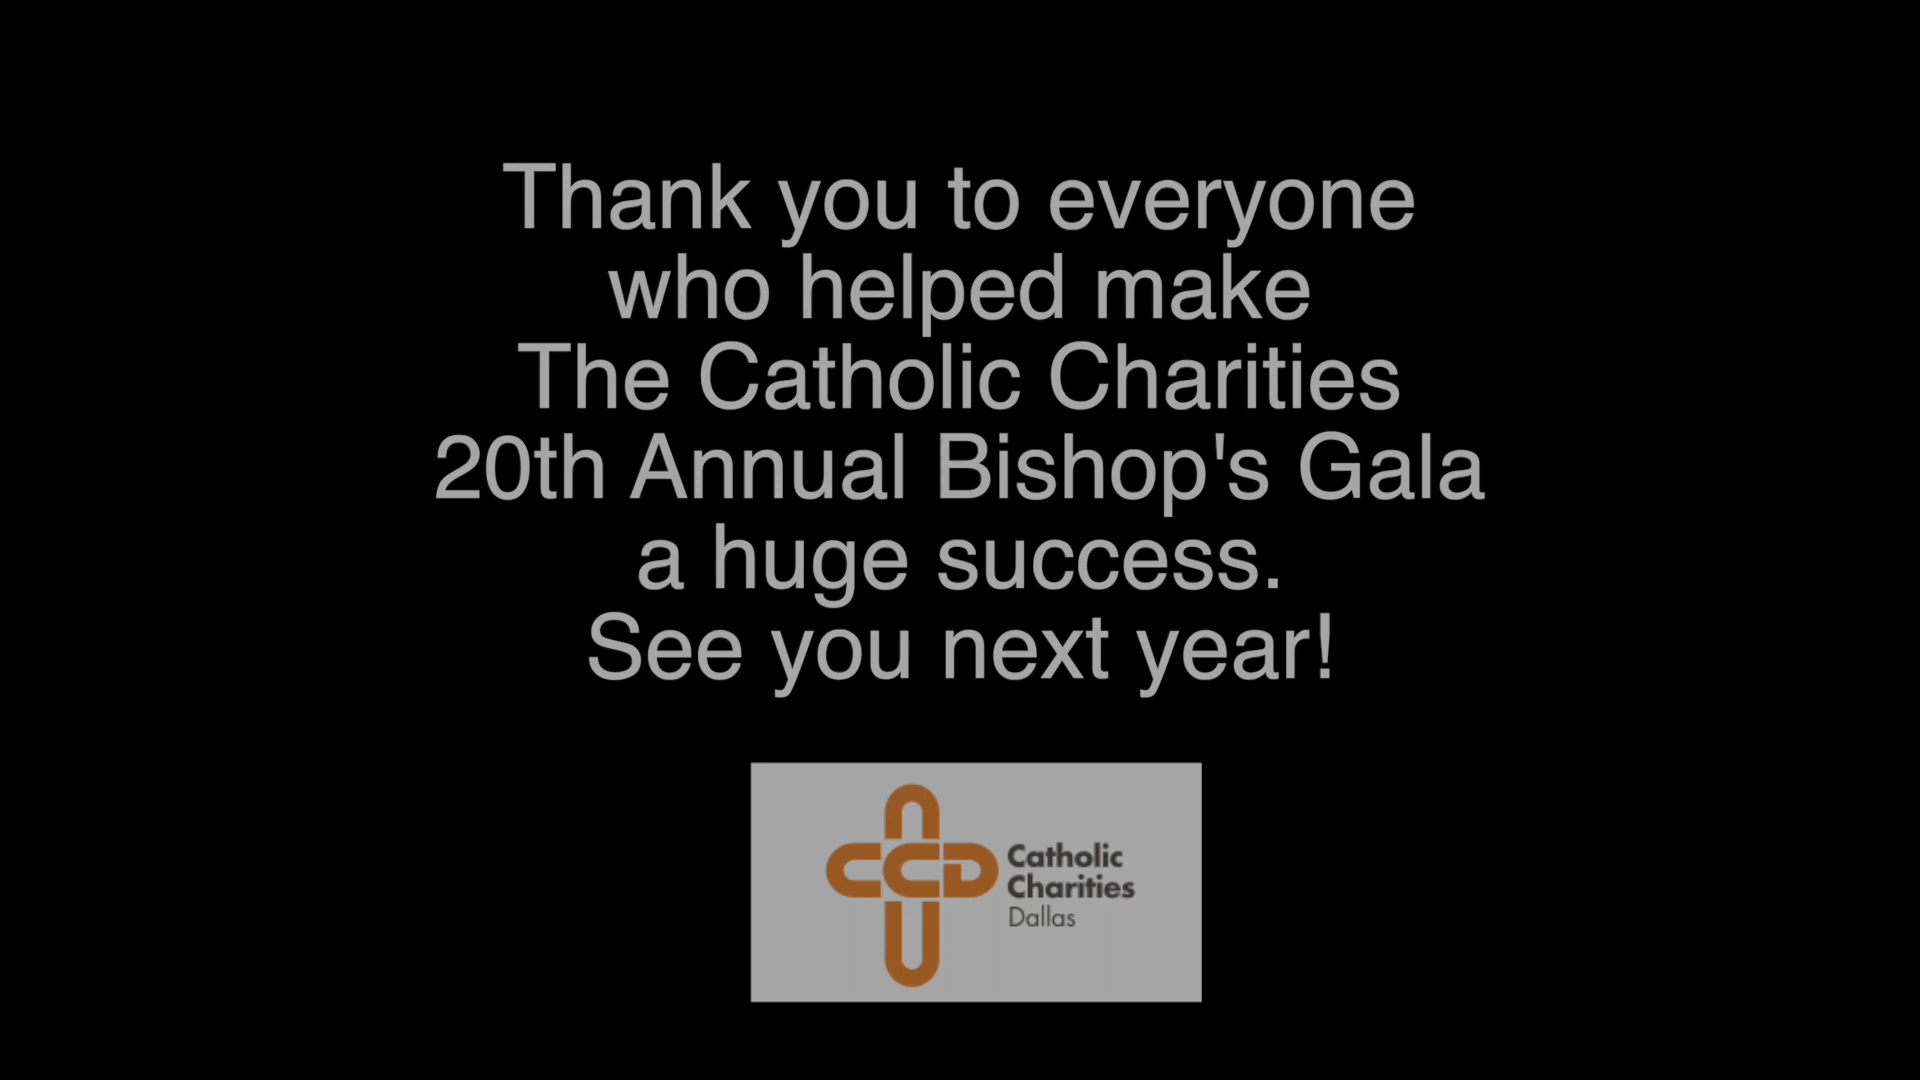 Thank you to everyone
who helped make
The Catholic Charities
20th Annual Bishop's Gala
a huge success.
See you next year!
CCD
Catholic
Charities
Dallas